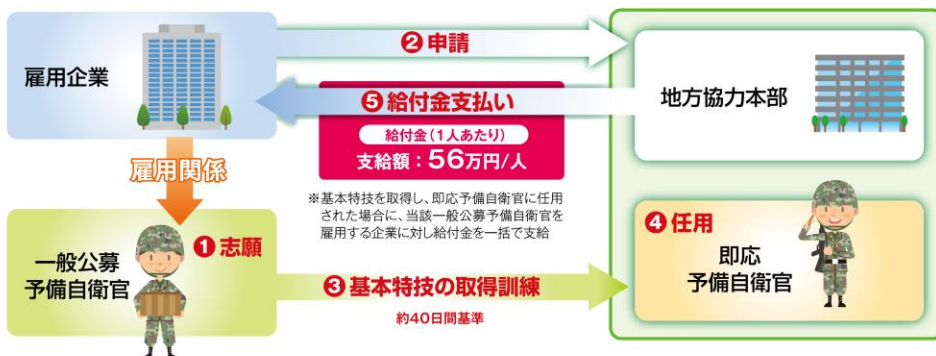 雇用企業
❷申請
地方協力本部
❺給付金支払い
給付金(1人あたり)
支給額:56万円/人
雇用関係
※基本特技を取得し、即応予備自衛官に任用
された場合に、当該一般公募予備自衛官を
雇用する企業に対し給付金を一括で支給
❶志願
一般公募
予備自衛官
❸基本特技の取得訓練
約40日間基準
❹任用
即応
予備自衛官